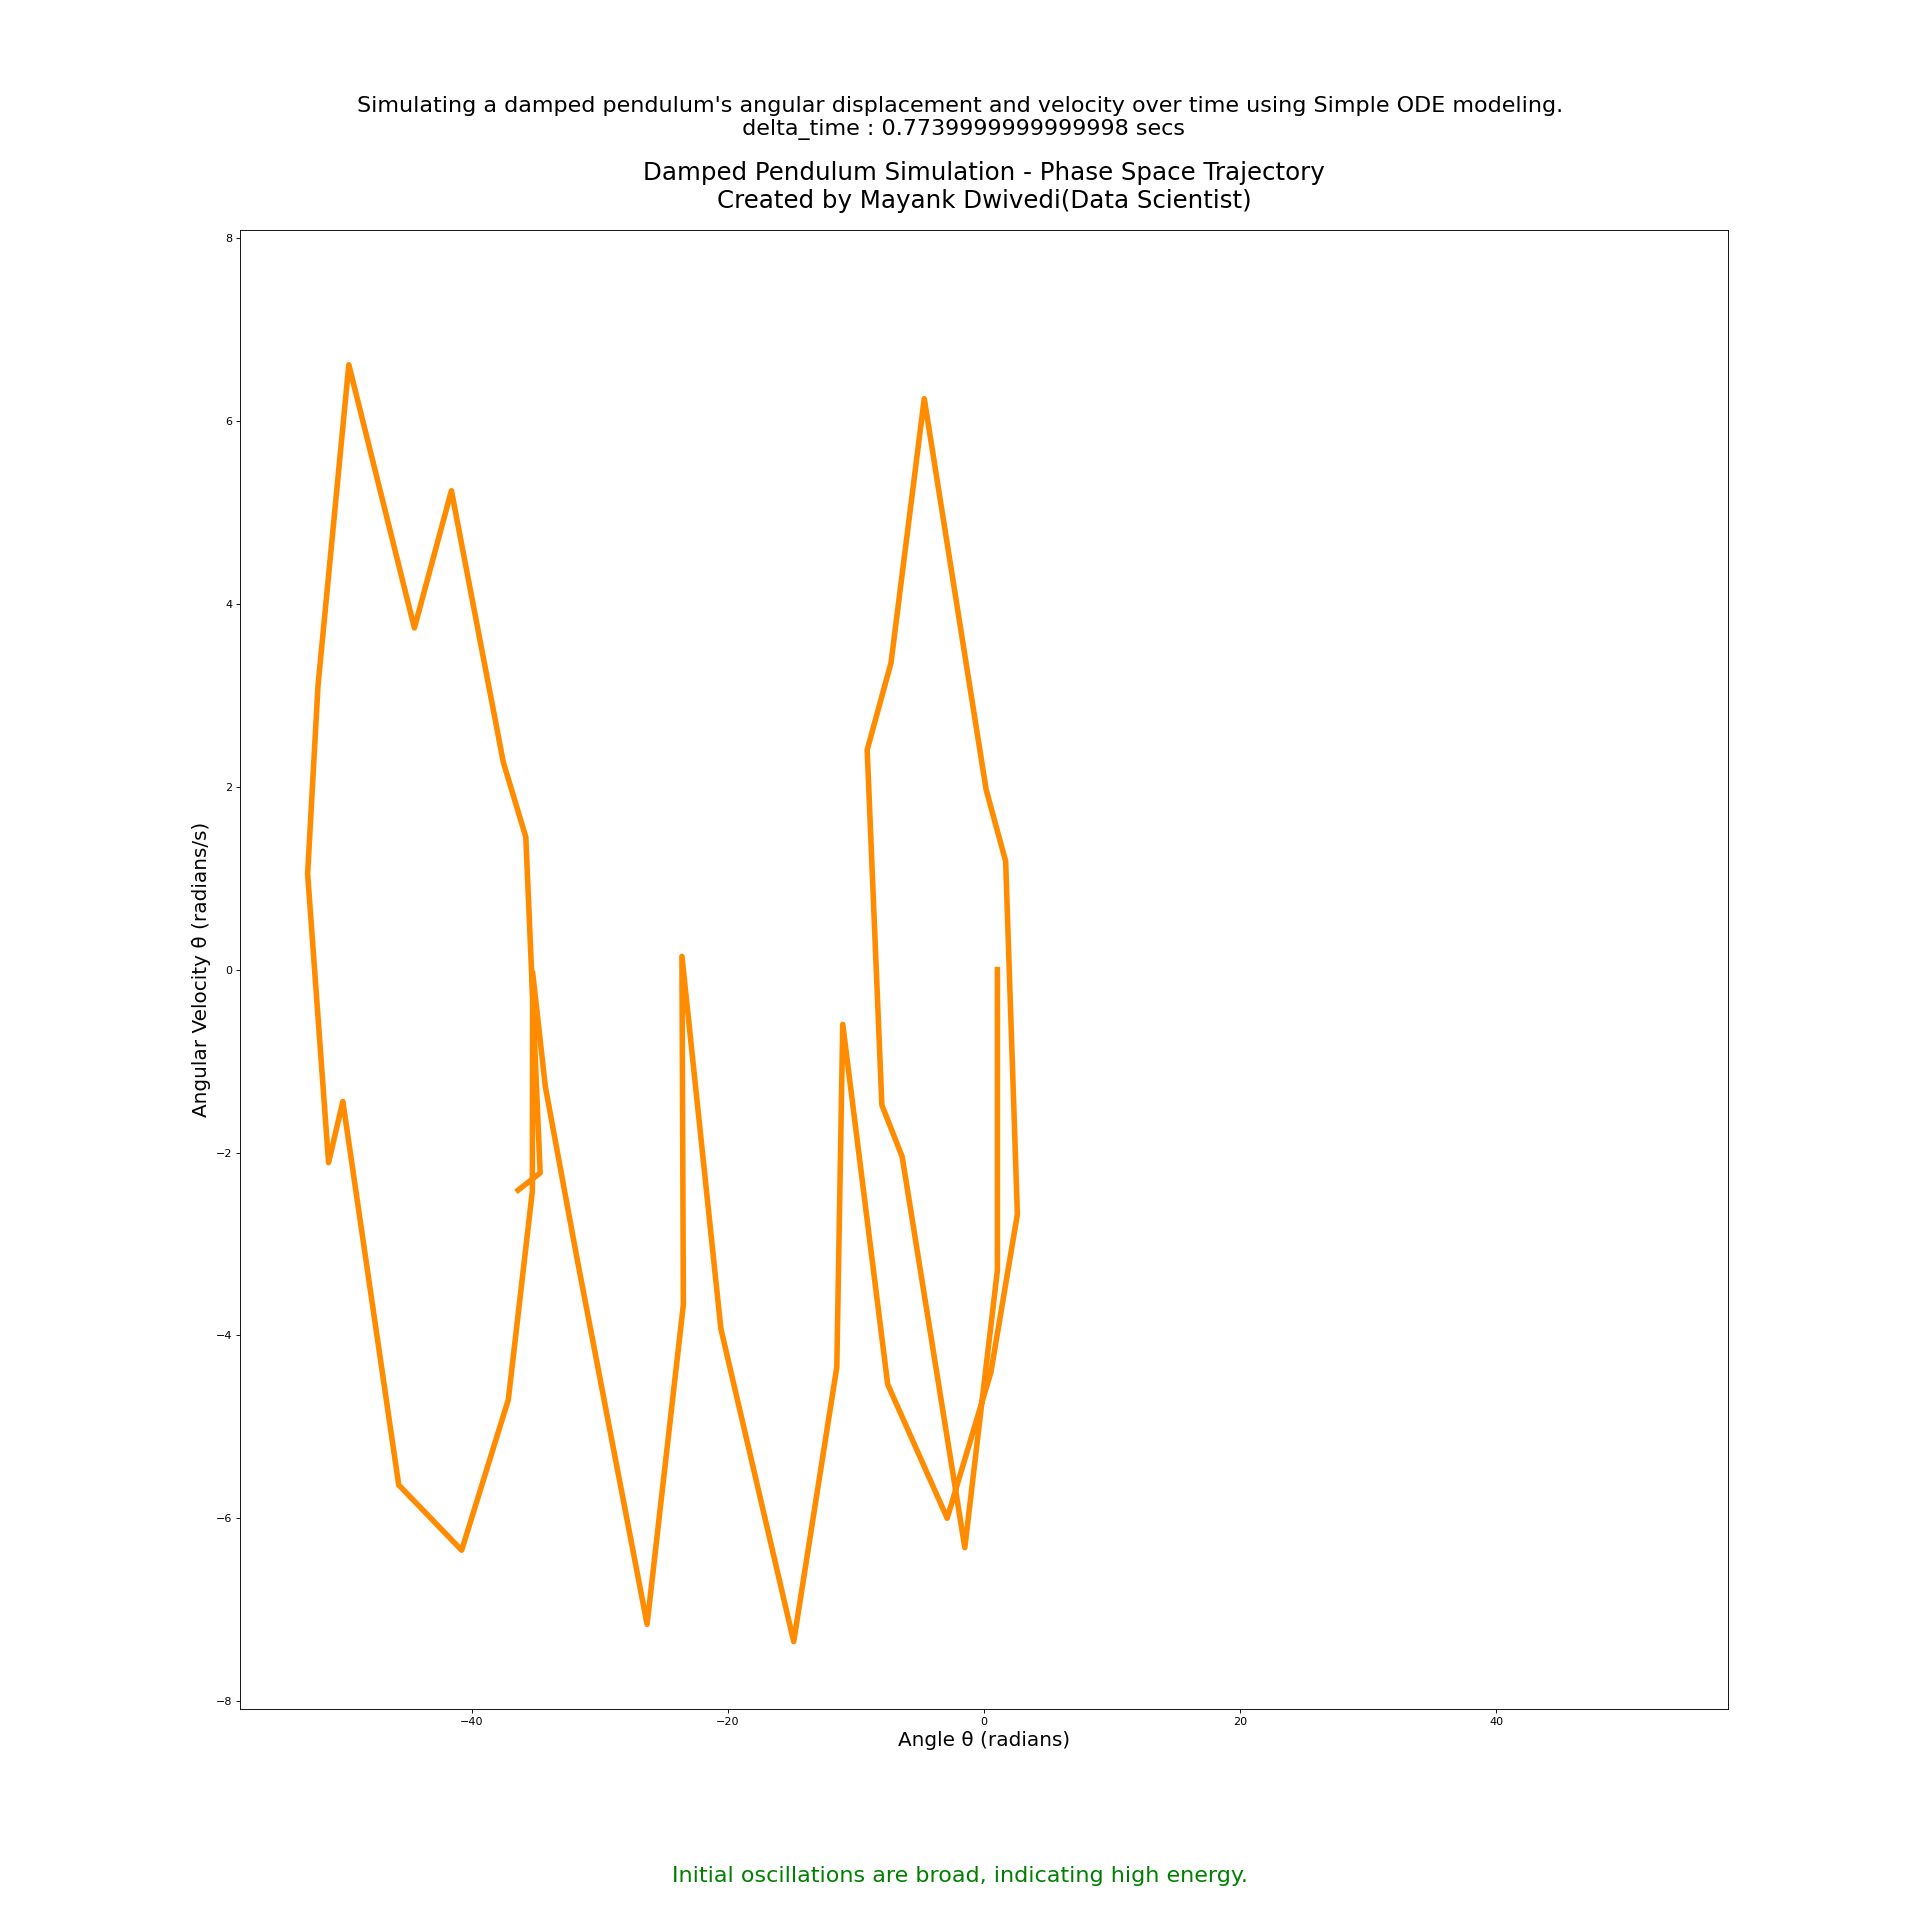 Simulating a damped pendulum's angular displacement and velocity over time using Simple ODE modeling.
delta_time : 0.7739999999999998 secs
Damped Pendulum Simulation - Phase Space Trajectory
Created by Mayank Dwivedi(Data Scientist)
8
6
4
2
0
−2
−4
−6
−8
Angular Velocity θ (radians/s)
−40
−20
0
20
40
Angle θ (radians)
Initial oscillations are broad, indicating high energy.